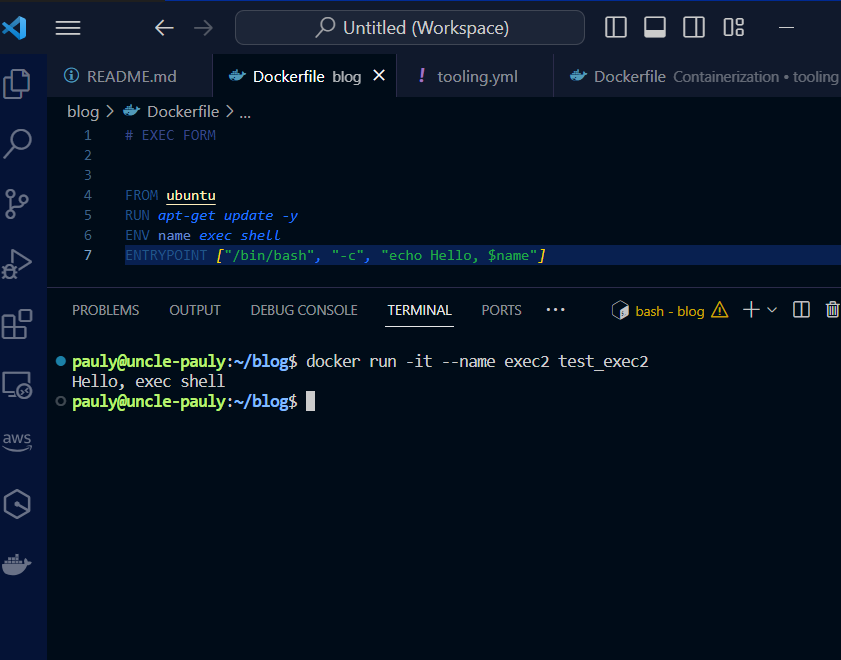 Untitled (Workspace)
README.md
Dockerfile blog
! tooling.yml
Dockerfile Containerization • tooling
blog > Dockerfile > ...
1 # EXEC FORM
2
3
4 FROM ubuntu
5 RUN apt-get update -y
6 ENV name exec shell
7 ENTRYPOINT ["/bin/bash", "-c", "echo Hello, $name"]
PROBLEMS OUTPUT DEBUG CONSOLE TERMINAL PORTS ...
bash - blog
pauly@uncle-pauly:~/blog$ docker run -it --name exec2 test_exec2
Hello, exec shell
pauly@uncle-pauly:~/blog$
aws